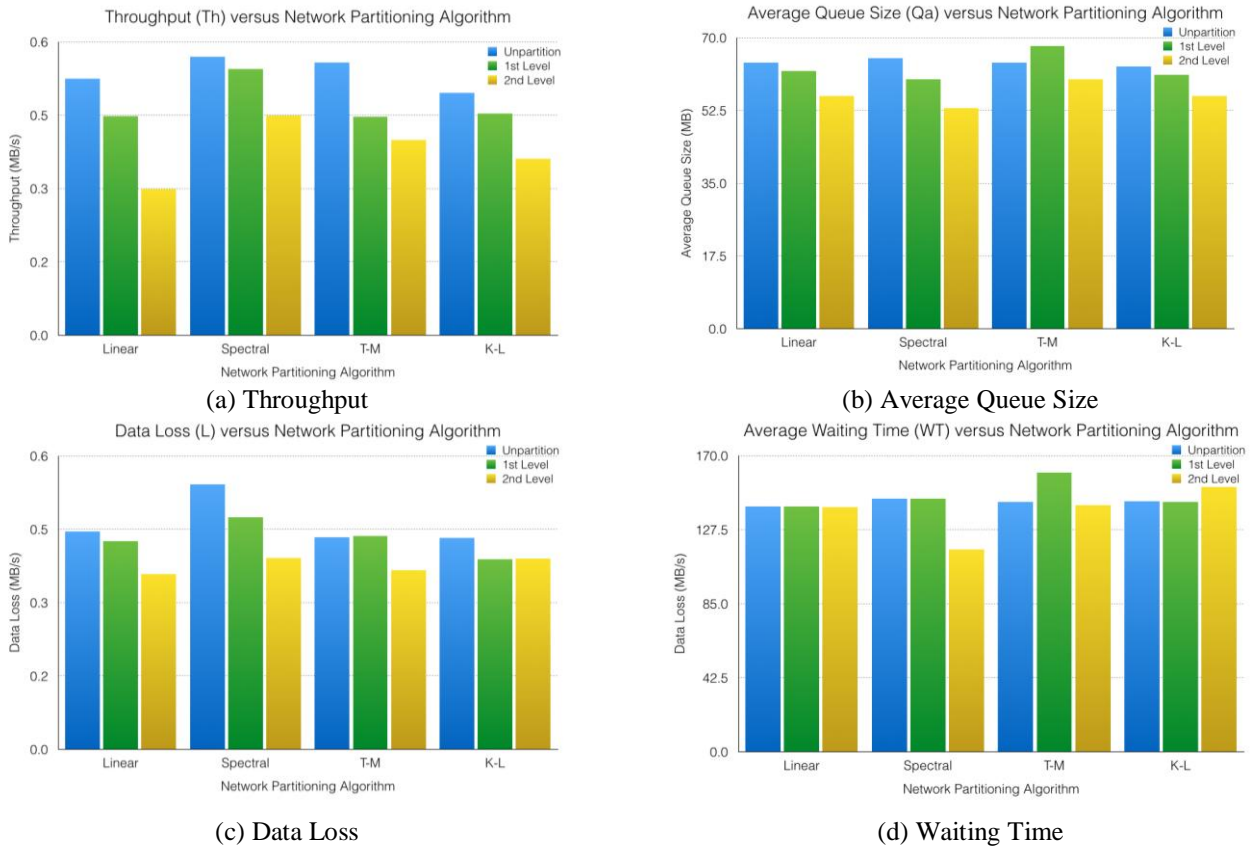 Throughput (Th) versus Network Partitioning Algorithm
0.6
0.5
0.3
0.2
0.0
Throughput (MB/s)
Unpartition
1st Level
2nd Level
Linear
Spectral
T-M
K-L
Network Partitioning Algorithm
(a) Throughput
Average Queue Size (Qa) versus Network Partitioning Algorithm
70.0
52.5
35.0
17.5
0.0
Average Queue Size (MB)
Unpartition
1st Level
2nd Level
Linear
Spectral
T-M
K-L
Network Partitioning Algorithm
(b) Average Queue Size
Data Loss (L) versus Network Partitioning Algorithm
0.6
0.5
0.3
0.2
0.0
Data Loss (MB/s)
Unpartition
1st Level
2nd Level
Linear
Spectral
T-M
K-L
Network Partitioning Algorithm
(c) Data Loss
Average Waiting Time (WT) versus Network Partitioning Algorithm
170.0
127.5
85.0
42.5
0.0
Data Loss (MB/s)
Unpartition
1st Level
2nd Level
Linear
Spectral
T-M
K-L
Network Partitioning Algorithm
(d) Waiting Time